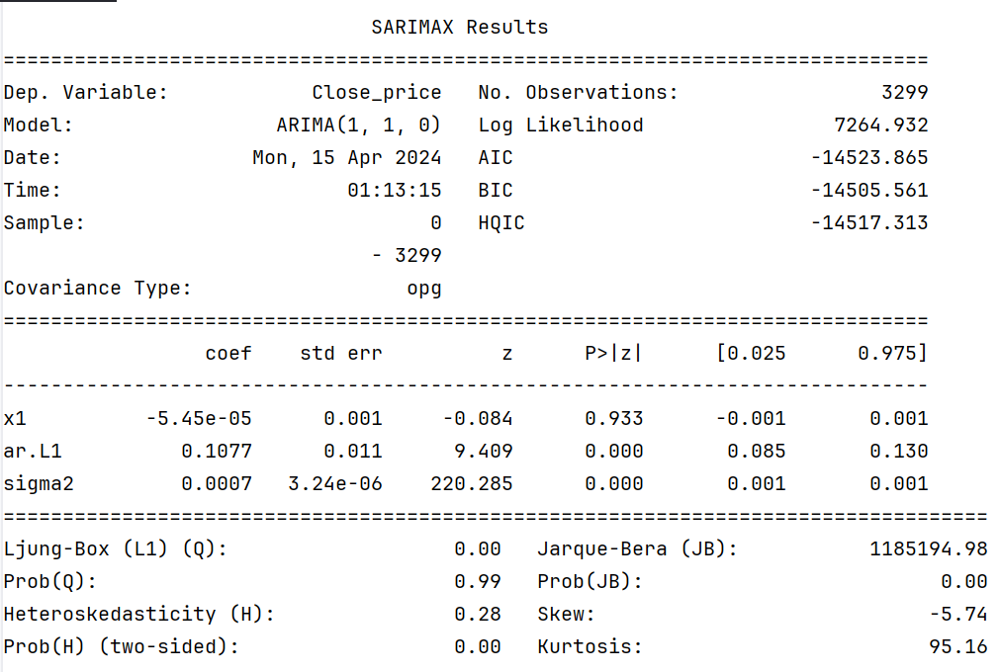 SARIMAX Results
==============================================================================
Dep. Variable:            Close_price   No. Observations:                 3299
Model:                 ARIMA(1, 1, 0)   Log Likelihood                7264.932
Date:                Mon, 15 Apr 2024   AIC                         -14523.865
Time:                        01:13:15   BIC                         -14505.561
Sample:                             0   HQIC                        -14517.313
                               - 3299
Covariance Type:                  opg
==============================================================================
                 coef    std err          z      P>|z|      [0.025      0.975]
------------------------------------------------------------------------------
x1          -5.45e-05      0.001     -0.084      0.933      -0.001       0.001
ar.L1          0.1077      0.011      9.409      0.000       0.085       0.130
sigma2         0.0007   3.24e-06    220.285      0.000       0.001       0.001
===================================================================================
Ljung-Box (L1) (Q):                   0.00   Jarque-Bera (JB):           1185194.98
Prob(Q):                              0.99   Prob(JB):                         0.00
Heteroskedasticity (H):               0.28   Skew:                            -5.74
Prob(H) (two-sided):                  0.00   Kurtosis:                        95.16